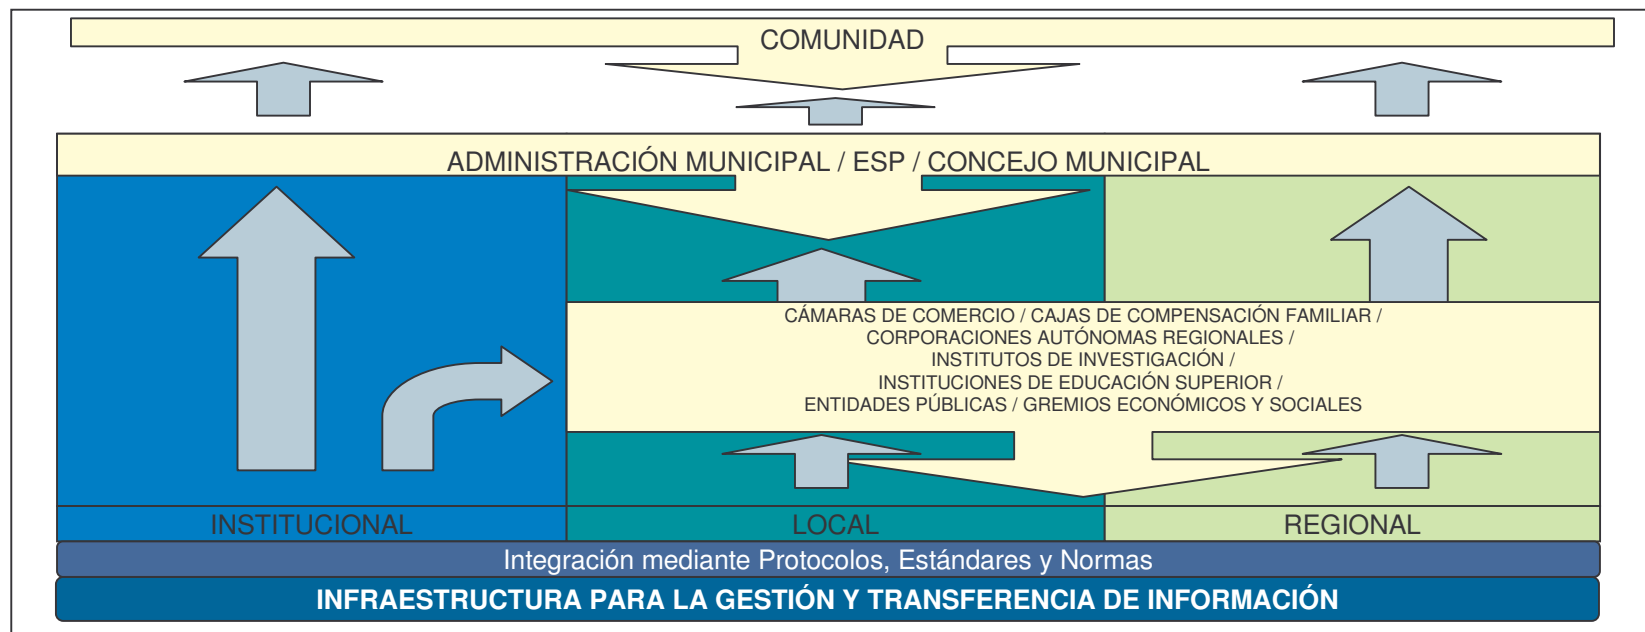 COMUNIDAD
ADMINISTRACIÓN MUNICIPAL / ESP / CONCEJO MUNICIPAL
CÁMARAS DE COMERCIO / CAJAS DE COMPENSACIÓN FAMILIAR /
CORPORACIONES AUTÓNOMAS REGIONALES /
INSTITUTOS DE INVESTIGACIÓN /
INSTITUCIONES DE EDUCACIÓN SUPERIOR /
ENTIDADES PÚBLICAS / GREMIOS ECONÓMICOS Y SOCIALES
INSTITUCIONAL
LOCAL
REGIONAL
Integración mediante Protocolos, Estándares y Normas
INFRAESTRUCTURA PARA LA GESTIÓN Y TRANSFERENCIA DE INFORMACIÓN